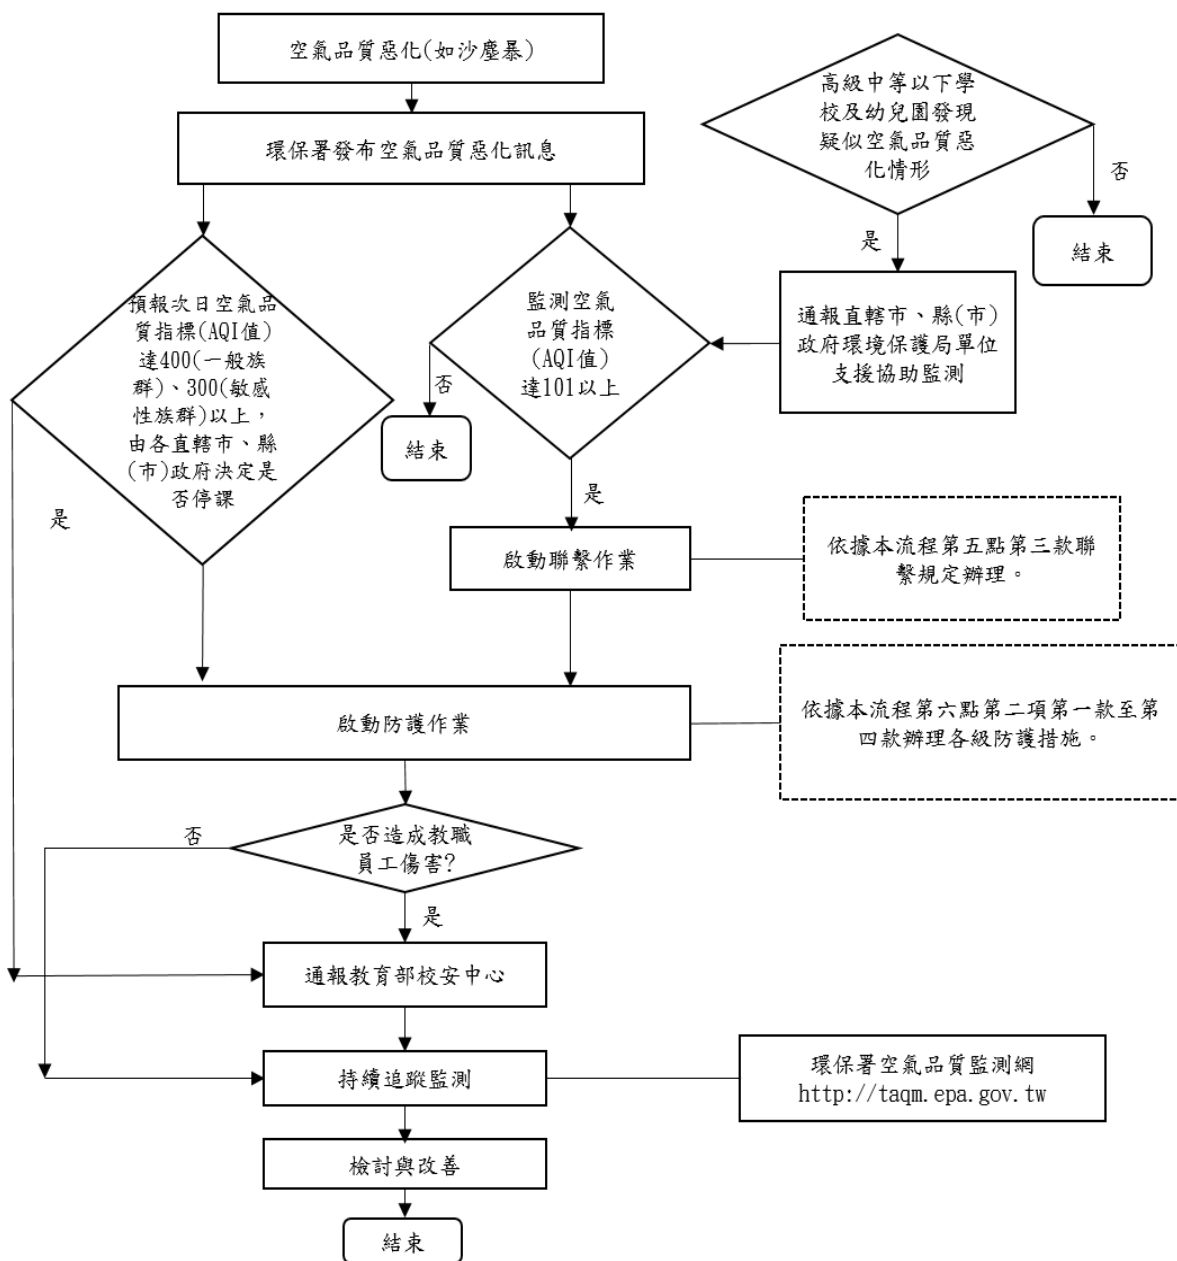 空氣品質惡化(如沙塵暴)
環保署發布空氣品質惡化訊息
高級中等以下學
校及幼兒園發現
疑似空氣品質惡
化情形
否
結束
是
通報直轄市、縣(市)
政府環境保護局單位
支援協助監測
預報次日空氣品
質指標(AQI值)
達400(一般族
群)、300(敏感
性族群)以上，
由各直轄市、縣
(市)政府決定是
否停課
是
監測空氣
品質指標
(AQI值)
達101以上
否
結束
是
啟動聯繫作業
依據本流程第五點第三款聯
繫規定辦理。
啟動防護作業
依據本流程第六點第二項第一款至第
四款辦理各級防護措施。
否
是否造成教職
員工傷害?
是
通報教育部校安中心
持續追蹤監測
環保署空氣品質監測網
http://taqm.epa.gov.tw
檢討與改善
結束